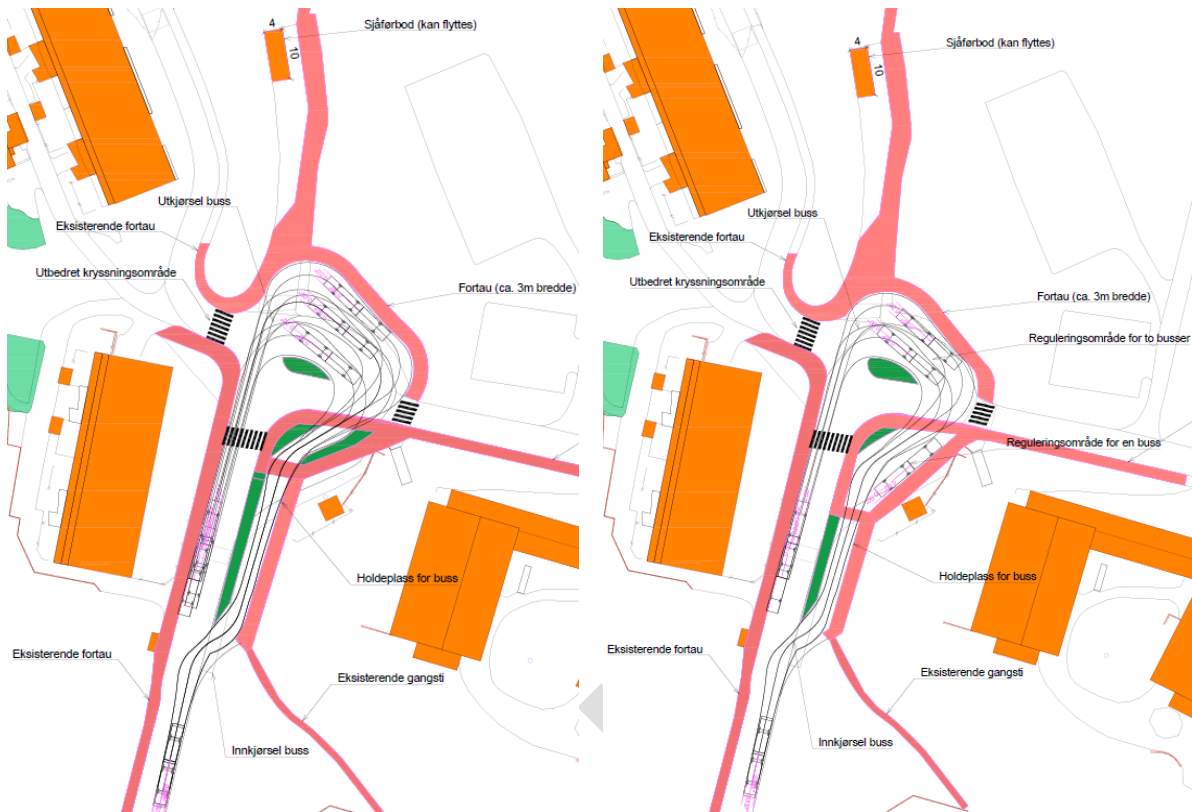 4
10
Sjåførbod (kan flyttes)
Utkjørsel buss
Eksisterende fortau
Utbedret kryssningsområde
Fortau (ca. 3m bredde)
Holdeplass for buss
Eksisterende fortau
Eksisterende gangsti
Innkjørsel buss
4
10
Sjåførbod (kan flyttes)
Utkjørsel buss
Eksisterende fortau
Utbedret kryssningsområde
Fortau (ca. 3m bredde)
Reguleringsområde for to busser
Reguleringsområde for en buss
Holdeplass for buss
Eksisterende fortau
Eksisterende gangsti
Innkjørsel buss